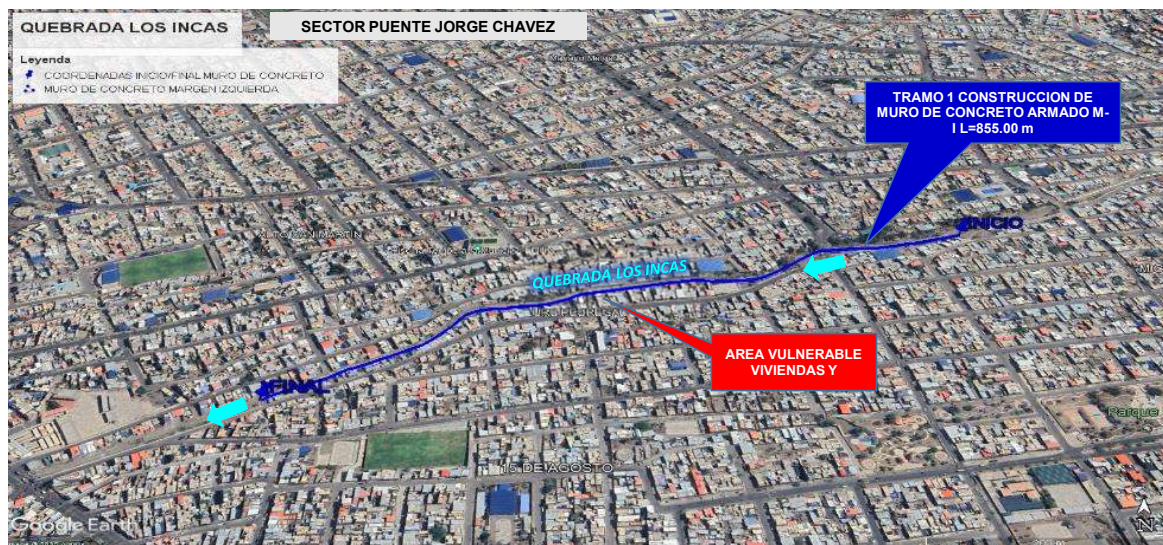 QUEBRADA LOS INCAS
SECTOR PUENTE JORGE CHAVEZ
Leyenda
COORDENADAS INICIO/FINAL MURO DE CONCRETO
MURO DE CONCRETO MARGEN IZQUIERDA
TRAMO 1 CONSTRUCCION DE
MURO DE CONCRETO ARMADO M-
I L=855.00 m
INICIO
QUEBRADA LOS INCAS
AREA VULNERABLE
VIVIENDAS Y
FINAL
Parque
15 DE AGOSTO
Google Earth
N